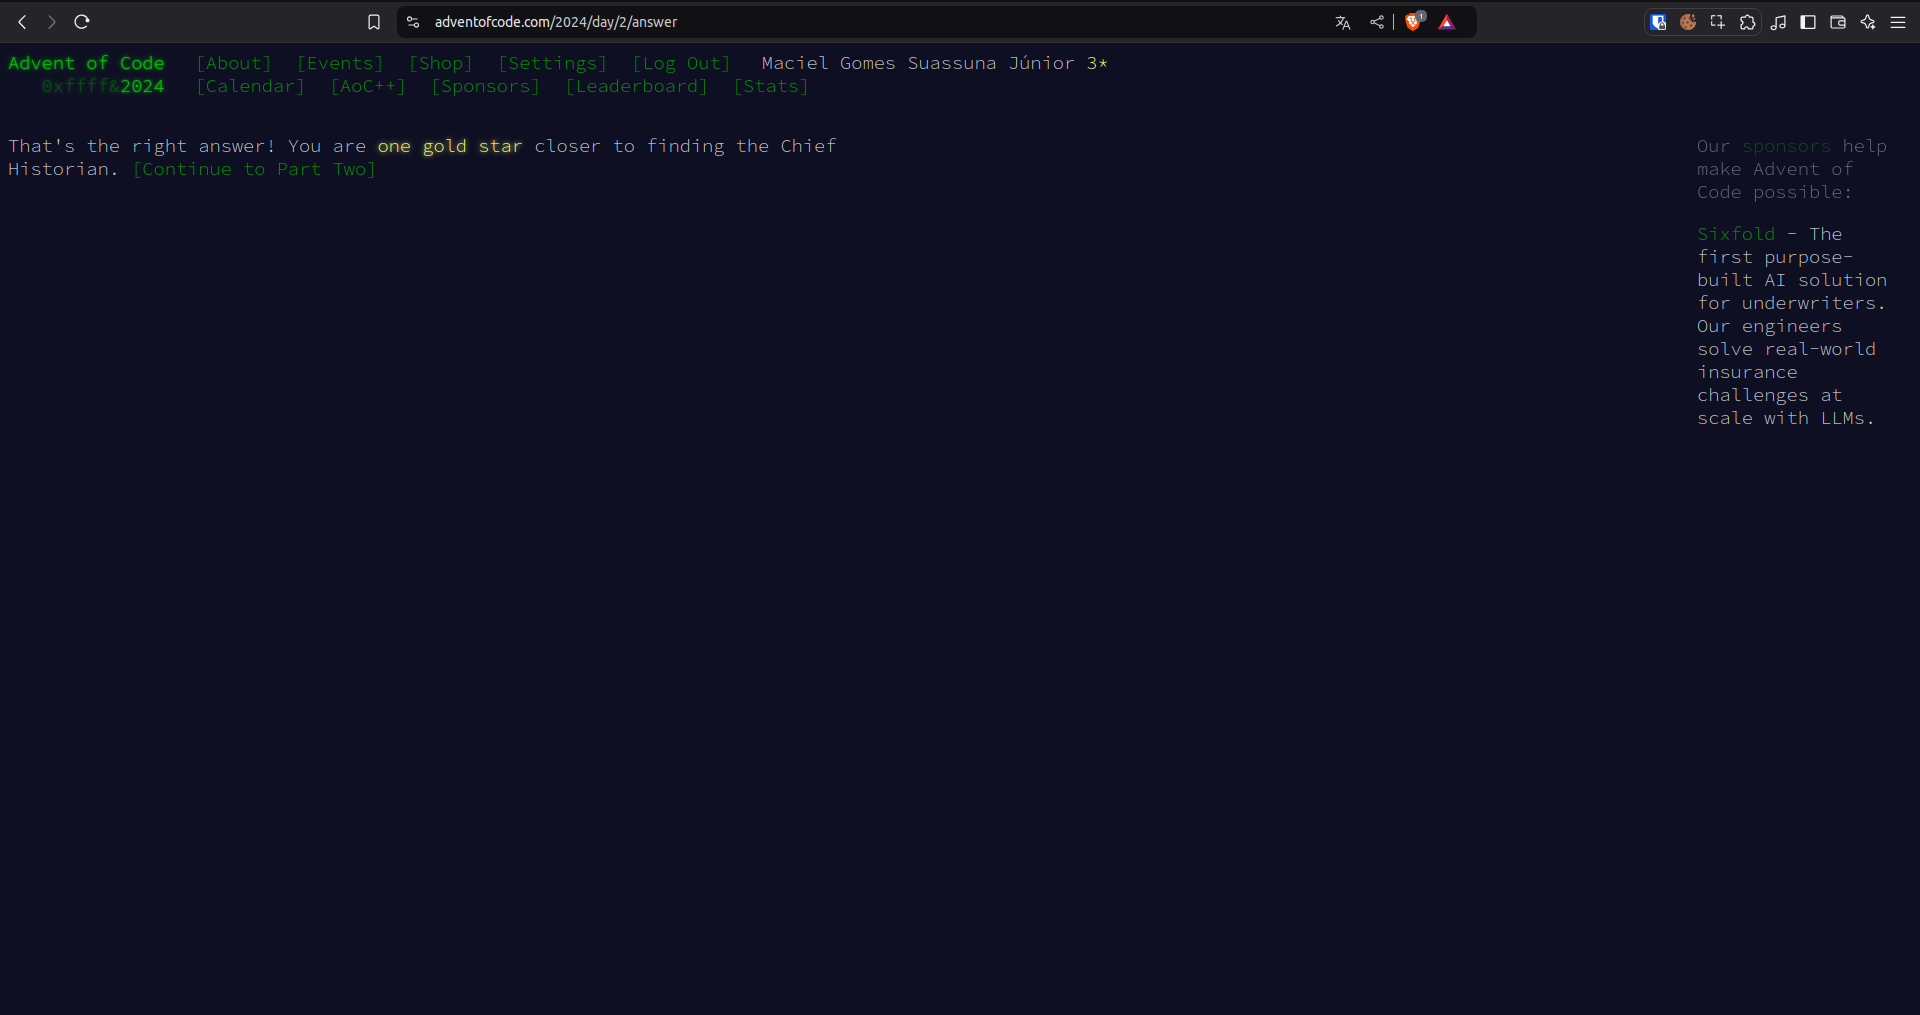 adventofcode.com/2024/day/2/answer
1
Advent of Code [About] [Events] [Shop] [Settings] [Log Out] Maciel Gomes Suassuna Júnior 3*
0xffff&2024 [Calendar] [AoC++] [Sponsors] [Leaderboard] [Stats]
That's the right answer! You are one gold star closer to finding the Chief
Historian. [Continue to Part Two]
Our sponsors help
make Advent of
Code possible:
Sixfold - The
first purpose-
built AI solution
for underwriters.
Our engineers
solve real-world
insurance
challenges at
scale with LLMs.